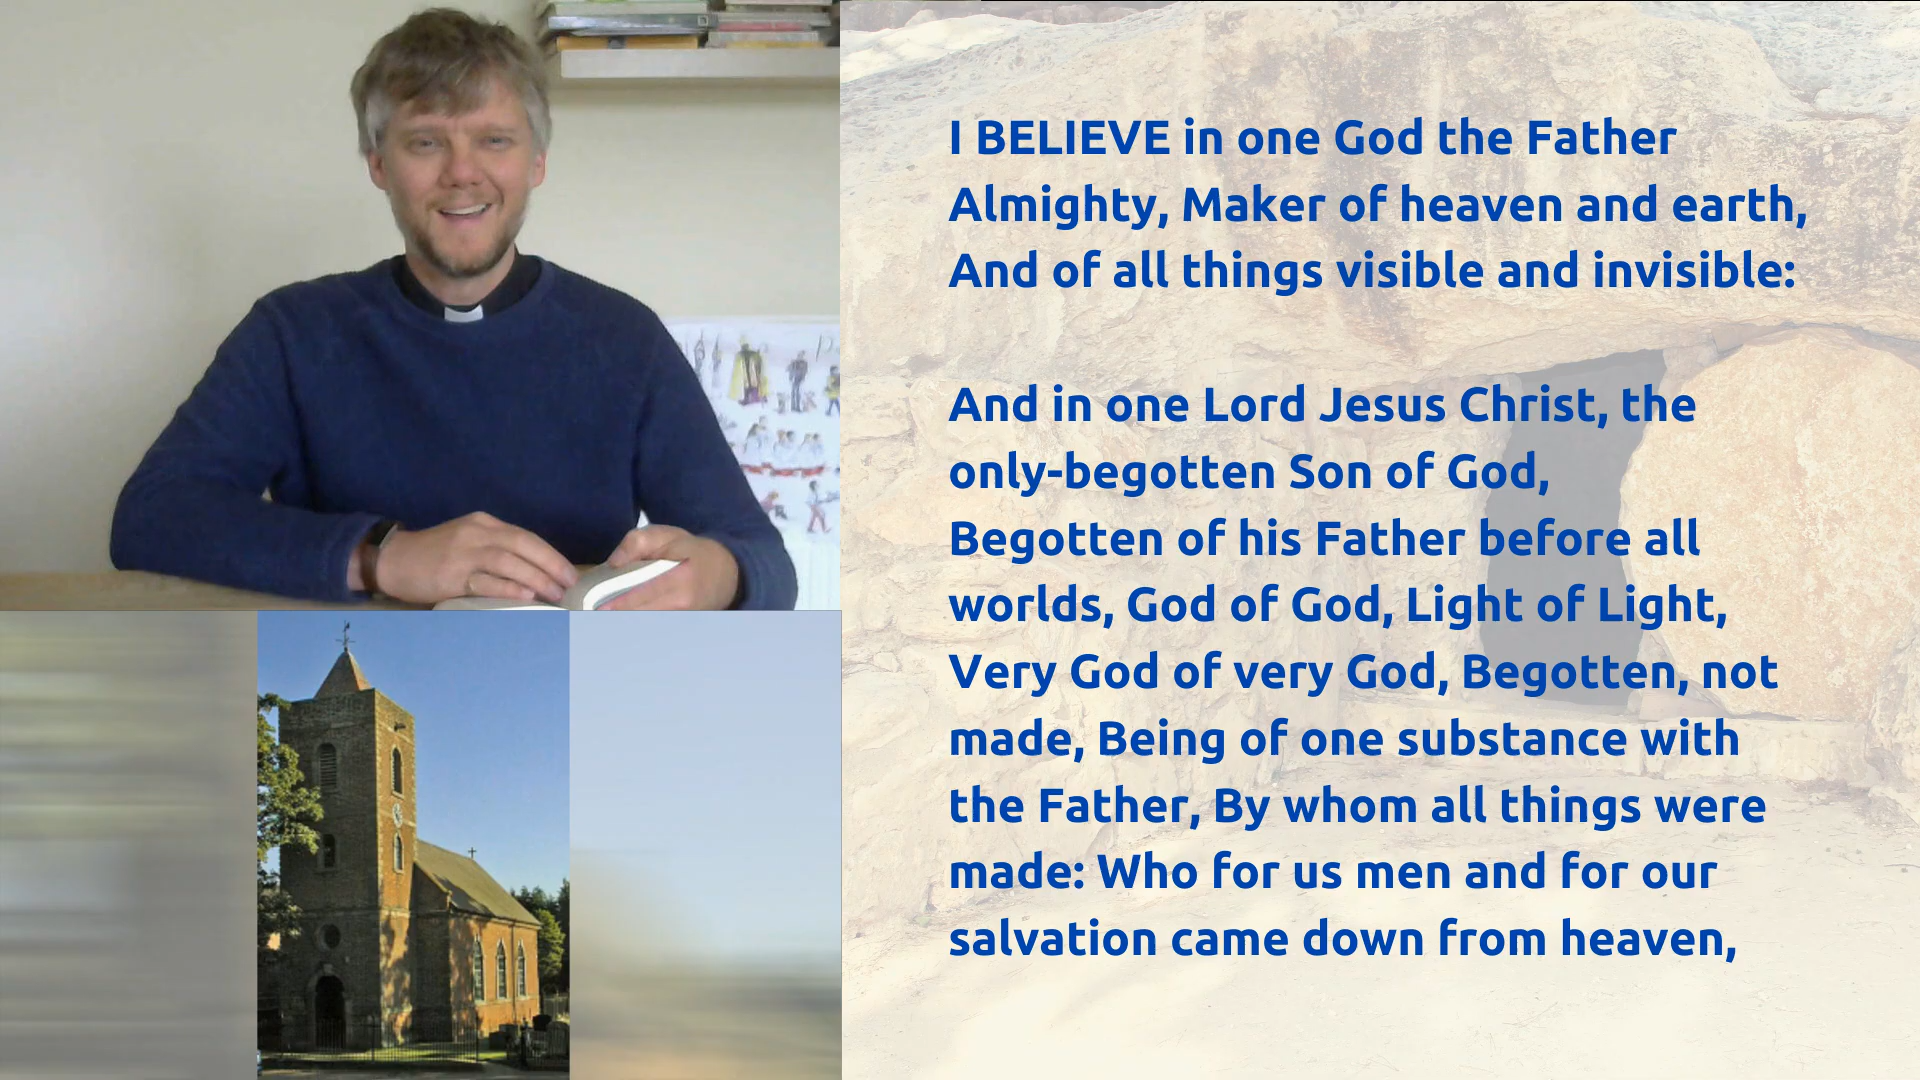 I BELIEVE in one God the Father
Almighty, Maker of heaven and earth,
And of all things visible and invisible:
And in one Lord Jesus Christ, the
only-begotten Son of God,
Begotten of his Father before all
worlds, God of God, Light of Light,
Very God of very God, Begotten, not
made, Being of one substance with
the Father, By whom all things were
made: Who for us men and for our
salvation came down from heaven,